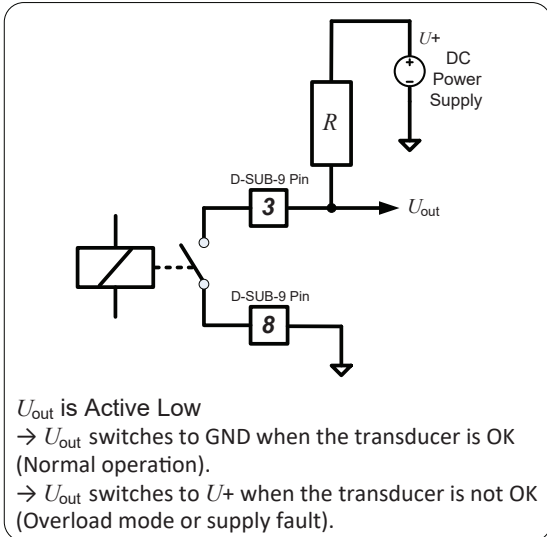 U+
DC
Power
Supply
+
−
R
D-SUB-9 Pin
3
Uout
D-SUB-9 Pin
8
Uout is Active Low
→ Uout switches to GND when the transducer is OK
(Normal operation).
→ Uout switches to U+ when the transducer is not OK
(Overload mode or supply fault).